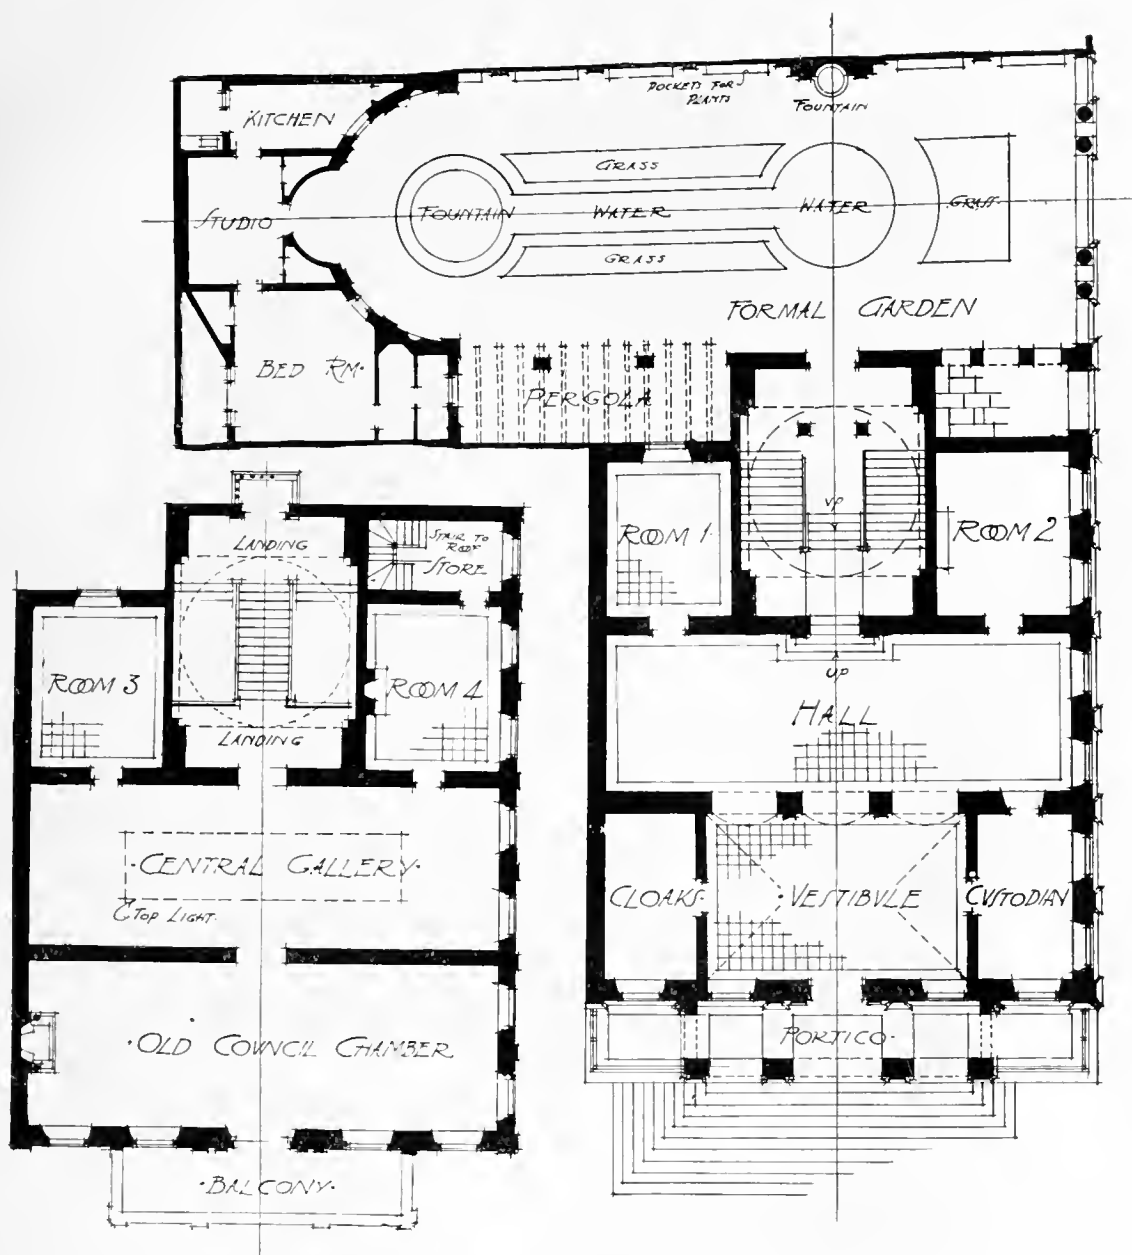 POCKETS FOR
PLANTS
FOUNTAIN
KITCHEN
GRASS
STUDIO
FOUNTAIN
WATER
WATER
GRASS
GRASS
FORMAL GARDEN
BED RM.
PERGOLA
UP
ROOM 1
ROOM 2
UP
HALL
CLOAKS.
VESTIBULE
CUSTODIAN
PORTICO.
LANDING
STAIR TO
ROOF
STORE
ROOM 3
ROOM 4
LANDING
CENTRAL GALLERY.
TOP LIGHT.
OLD COUNCIL CHAMBER
BALCONY.